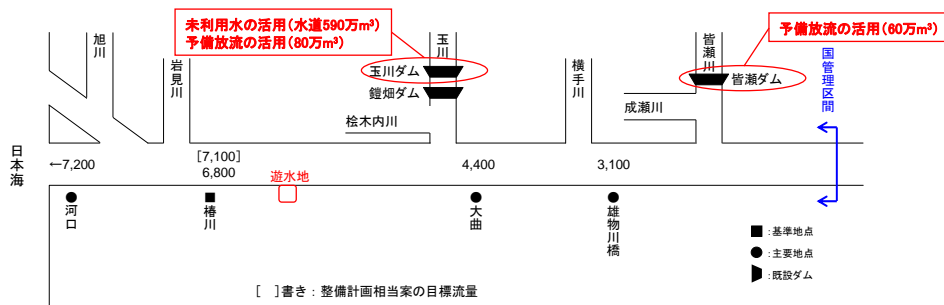 未利用水の活用(水道590万m³)
予備放流の活用(80万m³)
予備放流の活用(60万m³)
旭川
岩見川
玉川
玉川ダム
鎧畑ダム
桧木内川
横手川
成瀬川
皆瀬川
皆瀬ダム
国管理区間
日本海
←7,200
[7,100]
6,800
遊水地
4,400
3,100
河口
椿川
大曲
雄物川橋
■:基準地点
●:主要地点
:既設ダム
[ ]書き:整備計画相当案の目標流量